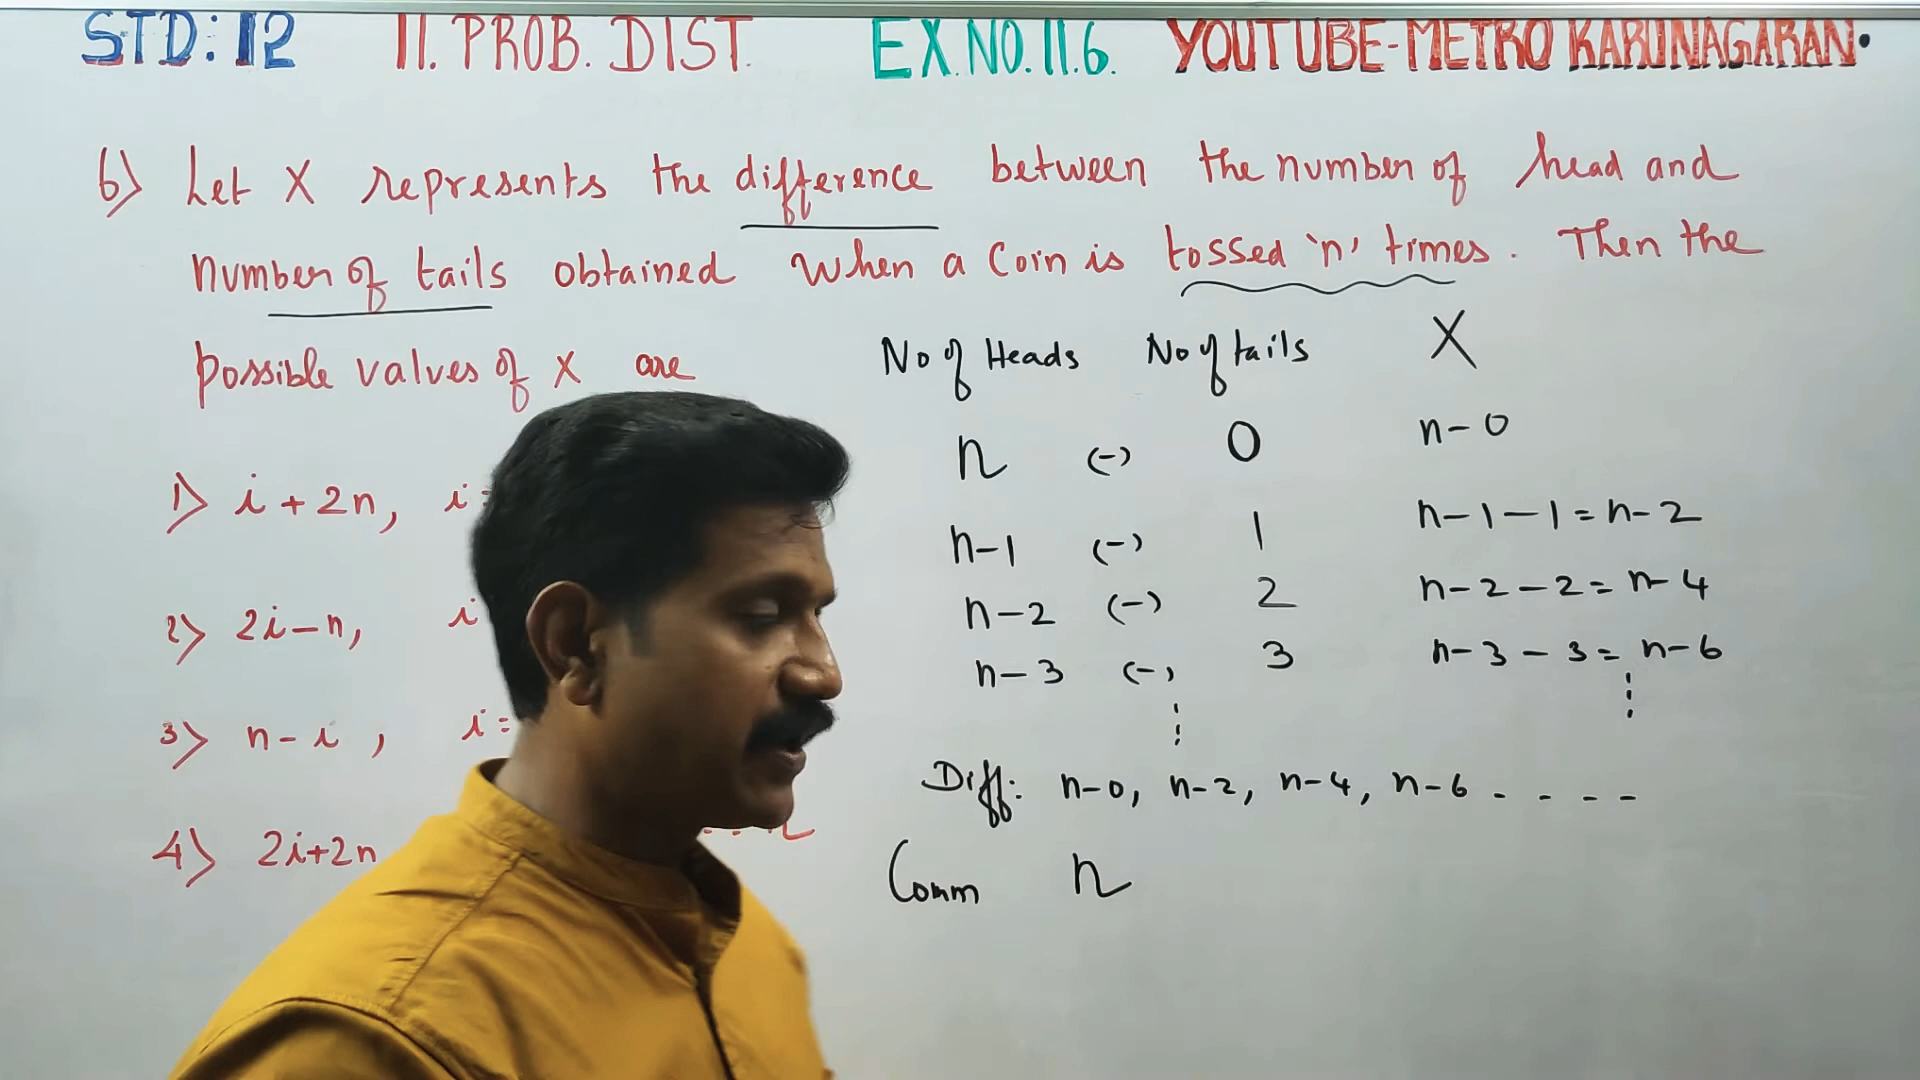 STD: 12 11. PROB. DIST. EX.NO.11.6. YOUTUBE-METRO KARUNAGARAN.
6) Let X represents the difference between the number of head and
number of tails obtained when a coin is tossed 'n' times. Then the
possible values of X are
1) i + 2n, i=
2) 2i-n, i
3) n-i, i=
4) 2i+2n ... n
No of Heads No of tails X
n (-) 0 n-0
n-1 (-) 1 n-1-1=n-2
n-2 (-) 2 n-2-2=n-4
n-3 (-) 3 n-3-3=n-6
Diff: n-0, n-2, n-4, n-6 - - - -
Comm n